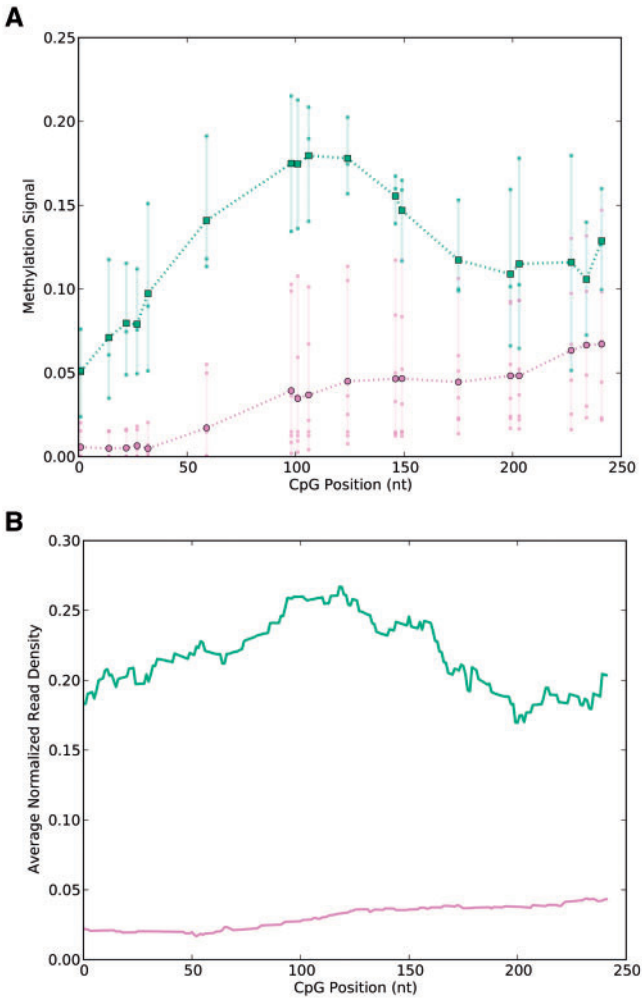 A
0.25
0.20
0.15
0.10
0.05
0.00
Methylation Signal
0 50 100 150 200 250
CpG Position (nt)
B
0.30
0.25
0.20
0.15
0.10
0.05
0.00
Average Normalized Read Density
0 50 100 150 200 250
CpG Position (nt)